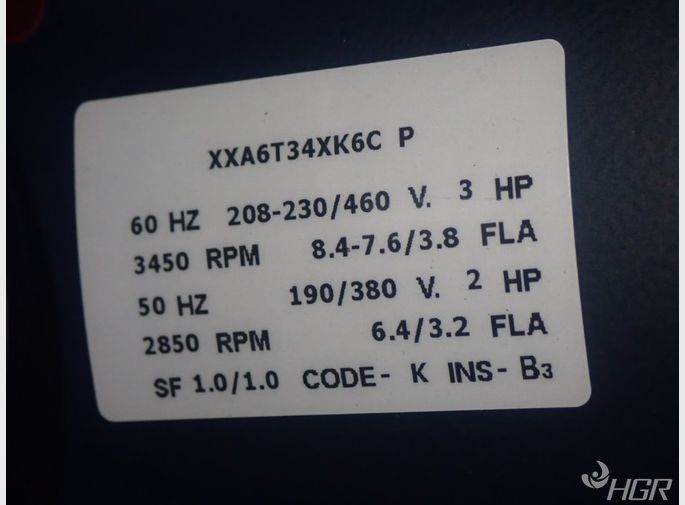 XXA6T34XK6C P
60 HZ 208-230/460 V. 3 HP
3450 RPM 8.4-7.6/3.8 FLA
50 HZ 190/380 V. 2 HP
2850 RPM 6.4/3.2 FLA
SF 1.0/1.0 CODE- K INS- B3
HGR